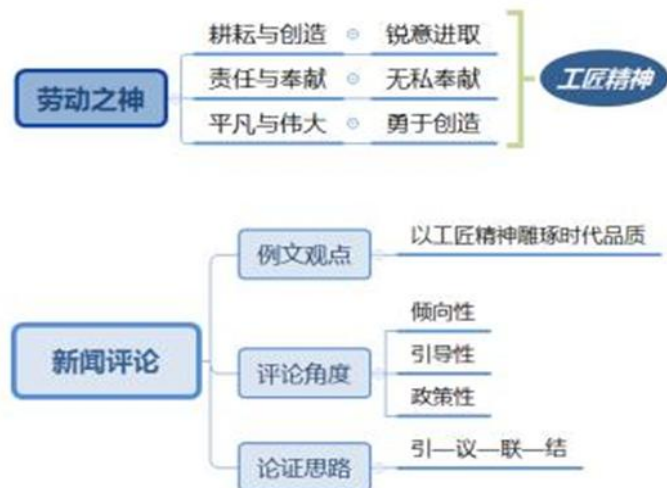 耕耘与创造
锐意进取
劳动之神
责任与奉献
无私奉献
工匠精神
平凡与伟大
勇于创造
例文观点
以工匠精神雕琢时代品质
新闻评论
评论角度
倾向性
引导性
政策性
论证思路
引—议—联—结